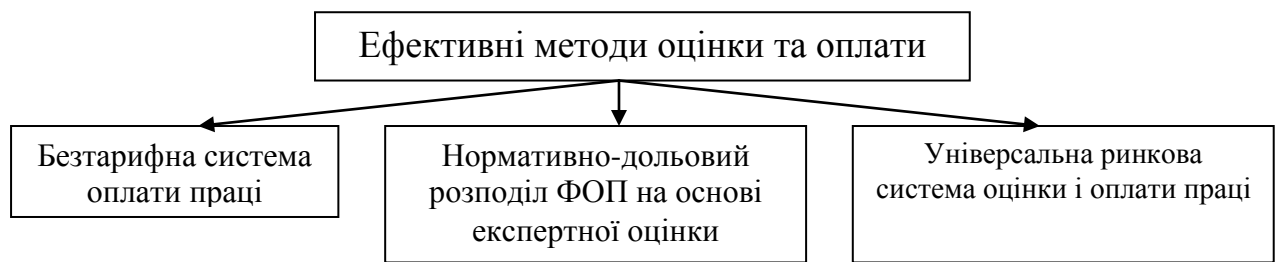 Ефективні методи оцінки та оплати
Безтарифна система
оплати праці
Нормативно-дольовий
розподіл ФОП на основі
експертної оцінки
Універсальна ринкова
система оцінки і оплати праці